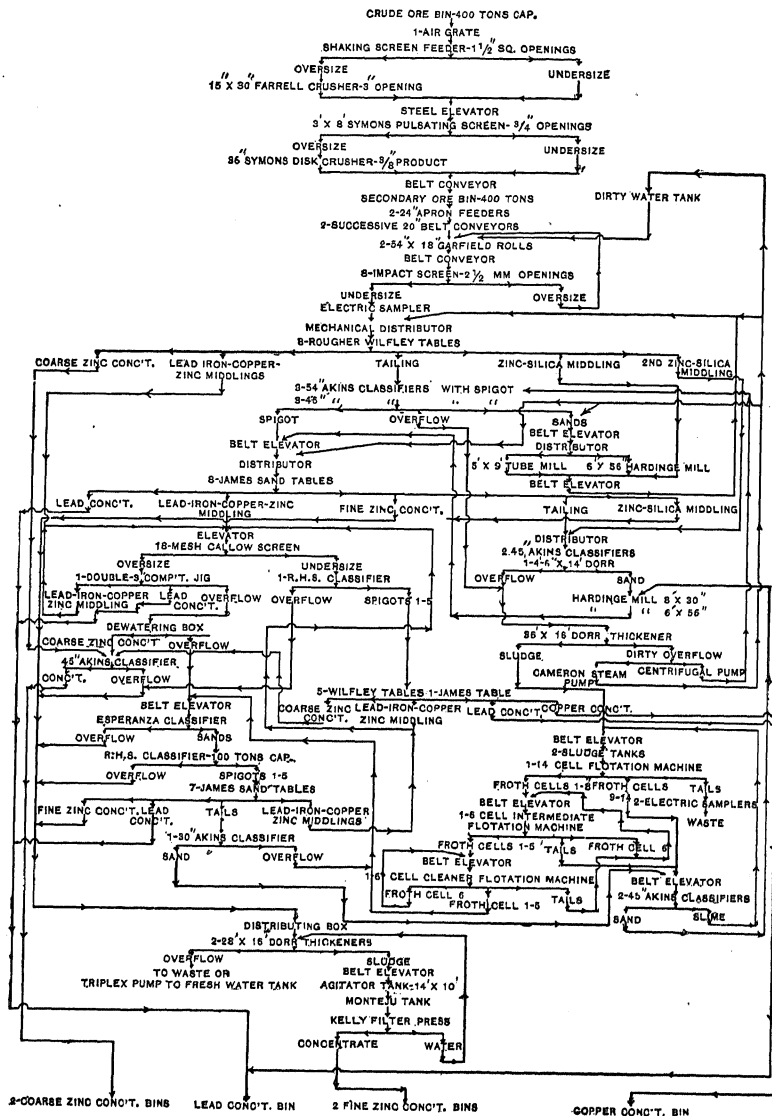 CRUDE ORE BIN-400 TONS CAP.
1-AIR GRATE
SHAKING SCREEN FEEDER-1 1/2" SQ. OPENINGS
OVERSIZE
UNDERSIZE
15" X 30" FARRELL CRUSHER-3" OPENING
STEEL ELEVATOR
3' X 8' SYMONS PULSATING SCREEN-3/4" OPENINGS
OVERSIZE
UNDERSIZE
36" SYMONS DISK CRUSHER-3/8" PRODUCT
BELT CONVEYOR
DIRTY WATER TANK
SECONDARY ORE BIN-400 TONS
2-24" APRON FEEDERS
2-SUCCESSIVE 20" BELT CONVEYORS
2-54" X 18" GARFIELD ROLLS
BELT CONVEYOR
8-IMPACT SCREEN-2 1/2 MM OPENINGS
UNDERSIZE
OVERSIZE
ELECTRIC SAMPLER
MECHANICAL DISTRIBUTOR
8-ROUGHER WILFLEY TABLES
COARSE ZINC CONC'T.
LEAD IRON-COPPER-
ZINC MIDDLINGS
TAILING
ZINC-SILICA MIDDLING
2ND ZINC-SILICA
MIDDLING
3-54" AKINS CLASSIFIERS WITH SPIGOT
3-45" " " " "
SPIGOT
OVERFLOW
SANDS
BELT ELEVATOR
BELT ELEVATOR
DISTRIBUTOR
DISTRIBUTOR
5' X 9' TUBE MILL
6' X 56" HARDINGE MILL
8-JAMES SAND TABLES
BELT ELEVATOR
LEAD CONC'T.
LEAD-IRON-COPPER-ZINC
MIDDLING
FINE ZINC CONC'T.
TAILING
ZINC-SILICA MIDDLING
ELEVATOR
DISTRIBUTOR
18-MESH CALLOW SCREEN
2-45" AKINS CLASSIFIERS
OVERSIZE
UNDERSIZE
1-4'-6" X 14' DORR
1-DOUBLE-3 COMP'T. JIG
1-R.H.S. CLASSIFIER
OVERFLOW
SAND
LEAD-IRON-COPPER
ZINC MIDDLING
LEAD
CONC'T.
OVERFLOW
OVERFLOW
SPIGOTS 1-5
HARDINGE MILL 8' X 30"
" " 6' X 56"
DEWATERING BOX
COARSE ZINC CONC'T
OVERFLOW
36' X 16' DORR THICKENER
45" AKINS CLASSIFIER
SLUDGE
DIRTY OVERFLOW
CONC'T.
OVERFLOW
CAMERON STEAM
PUMP
CENTRIFUGAL PUMP
5-WILFLEY TABLES 1-JAMES TABLE
BELT ELEVATOR
COARSE ZINC
CONC'T.
LEAD-IRON-COPPER
ZINC MIDDLING
LEAD CONC'T.
COPPER CONC'T.
ESPERANZA CLASSIFIER
OVERFLOW
SANDS
BELT ELEVATOR
R.H.S. CLASSIFIER-100 TONS CAP.
2-SLUDGE TANKS
OVERFLOW
SPIGOTS 1-5
1-14 CELL FLOTATION MACHINE
7-JAMES SAND TABLES
FROTH CELLS 1-8
FROTH CELLS
9-14
TAILS
FINE ZINC CONC'T.
LEAD
CONC'T.
TAILS
LEAD-IRON-COPPER
ZINC MIDDLINGS
BELT ELEVATOR
2-ELECTRIC SAMPLERS
1-6 CELL INTERMEDIATE
FLOTATION MACHINE
WASTE
1-30" AKINS CLASSIFIER
FROTH CELLS 1-5
TAILS
FROTH CELL 6
SAND
OVERFLOW
BELT ELEVATOR
1-6 CELL CLEANER FLOTATION MACHINE
BELT ELEVATOR
FROTH CELL 6
FROTH CELL 1-5
TAILS
2-45" AKINS CLASSIFIERS
SAND
SLIME
DISTRIBUTING BOX
2-28' X 16' DORR THICKENERS
OVERFLOW
SLUDGE
TO WASTE OR
TRIPLEX PUMP TO FRESH WATER TANK
BELT ELEVATOR
AGITATOR TANK-14' X 10'
MONTEJU TANK
KELLY FILTER PRESS
CONCENTRATE
WATER
2-COARSE ZINC CONC'T. BINS
LEAD CONC'T. BIN
2 FINE ZINC CONC'T. BINS
COPPER CONC'T. BIN